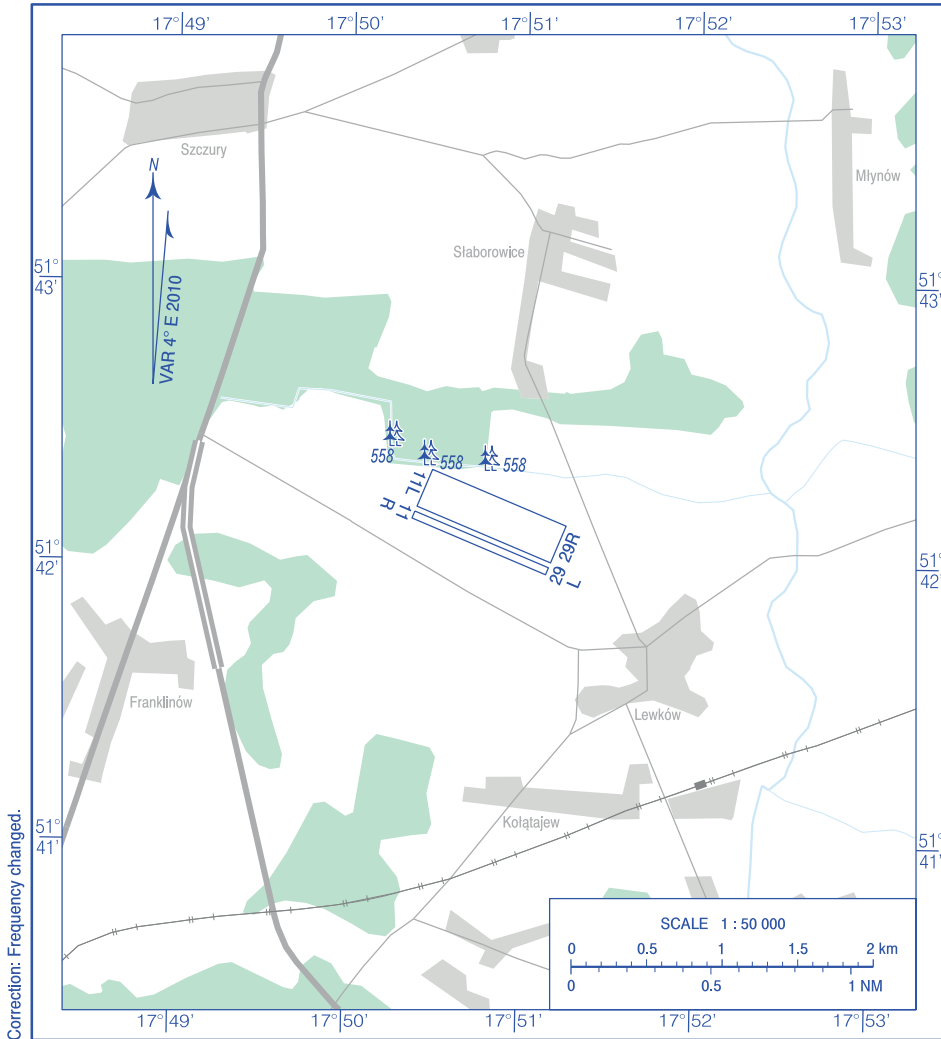 17°49' 17°50' 17°51' 17°52' 17°53'
Szczury
N
Młynów
Słaborowice
51°
43'
51°
43'
VAR 4° E 2010
558
558
558
11L
11
R
29R
29
L
51°
42'
51°
42'
Franklinów
Lewków
Kołątajew
51°
41'
51°
41'
Correction: Frequency changed.
SCALE 1 : 50 000
0 0.5 1 1.5 2 km
0 0.5 1 NM
17°49' 17°50' 17°51' 17°52' 17°53'